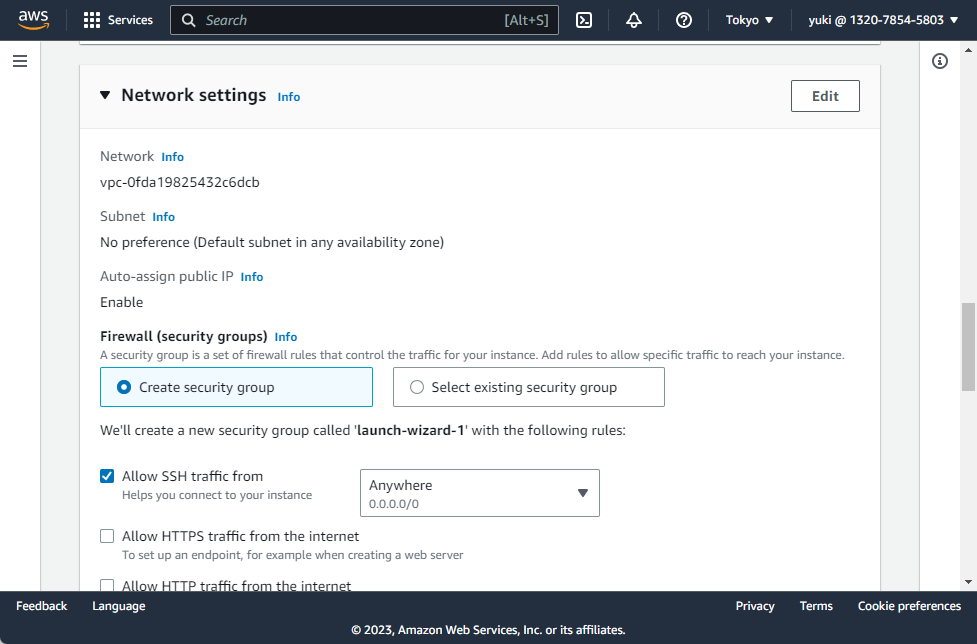 aws
Services
Search
[Alt+S]
Tokyo
yuki @ 1320-7854-5803
Network settings Info
Edit
Network Info
vpc-0fda19825432c6dcb
Subnet Info
No preference (Default subnet in any availability zone)
Auto-assign public IP Info
Enable
Firewall (security groups) Info
A security group is a set of firewall rules that control the traffic for your instance. Add rules to allow specific traffic to reach your instance.
Create security group
Select existing security group
We'll create a new security group called 'launch-wizard-1' with the following rules:
Allow SSH traffic from
Helps you connect to your instance
Anywhere
0.0.0.0/0
Allow HTTPS traffic from the internet
To set up an endpoint, for example when creating a web server
Allow HTTP traffic from the internet
Feedback
Language
Privacy
Terms
Cookie preferences
© 2023, Amazon Web Services, Inc. or its affiliates.